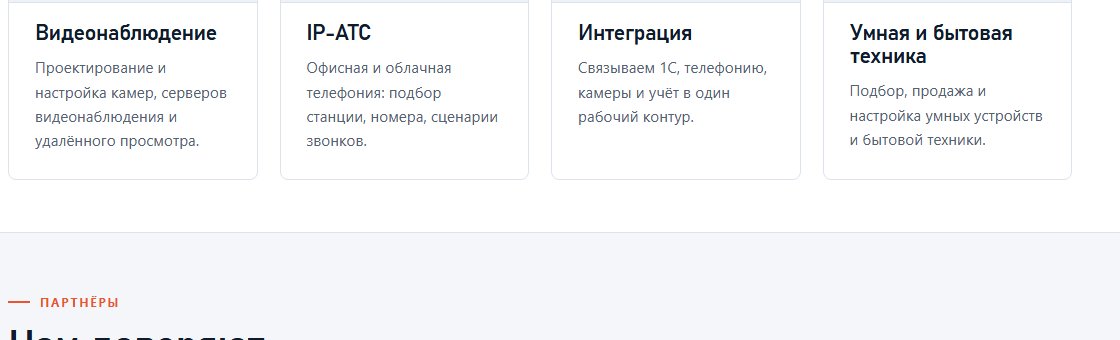 Видеонаблюдение
Проектирование и
настройка камер, серверов
видеонаблюдения и
удалённого просмотра.
IP-АТС
Офисная и облачная
телефония: подбор
станции, номера, сценарии
звонков.
Интеграция
Связываем 1С, телефонию,
камеры и учёт в один
рабочий контур.
Умная и бытовая
техника
Подбор, продажа и
настройка умных устройств
и бытовой техники.
ПАРТНЁРЫ
Нам доверяют